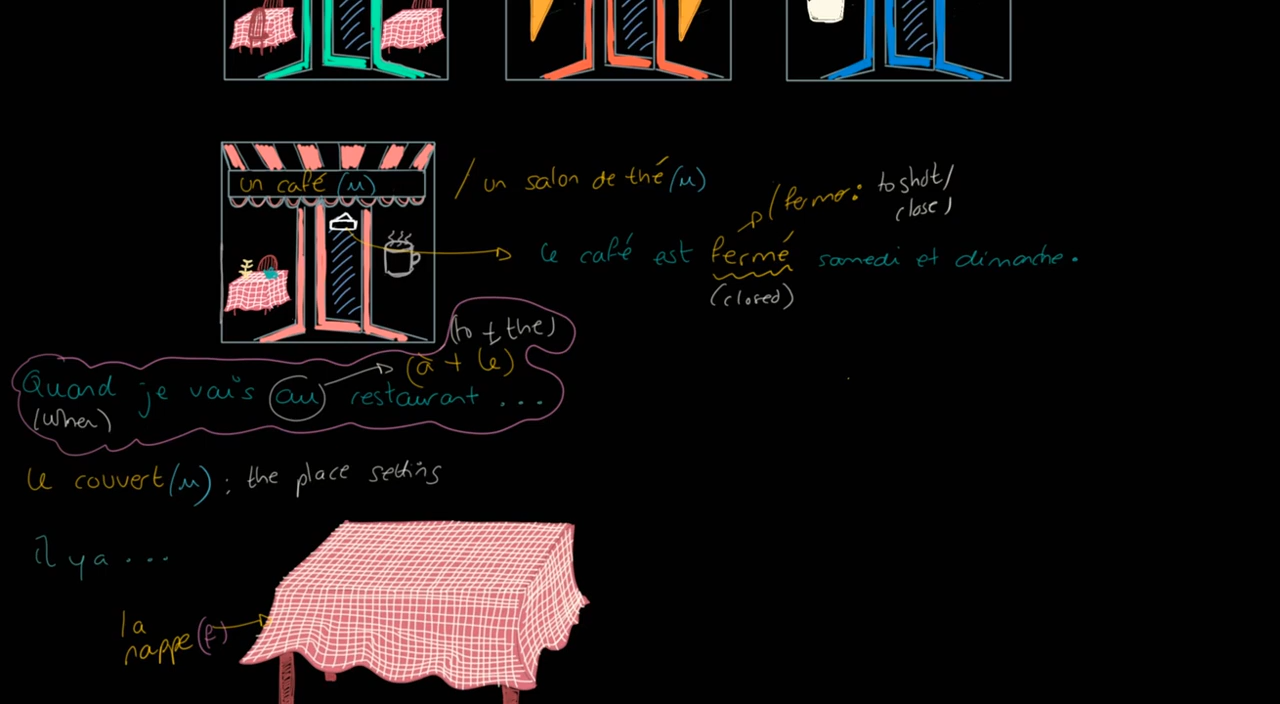 un café (m)
/ un salon de thé (m)
/fermer: to shut/
close)
le café est fermé samedi et dimanche.
(closed)
(to + the)
(à + le)
Quand je vais au restaurant ...
(when)
le couvert (m) : the place setting
il y a ...
la
nappe (f)